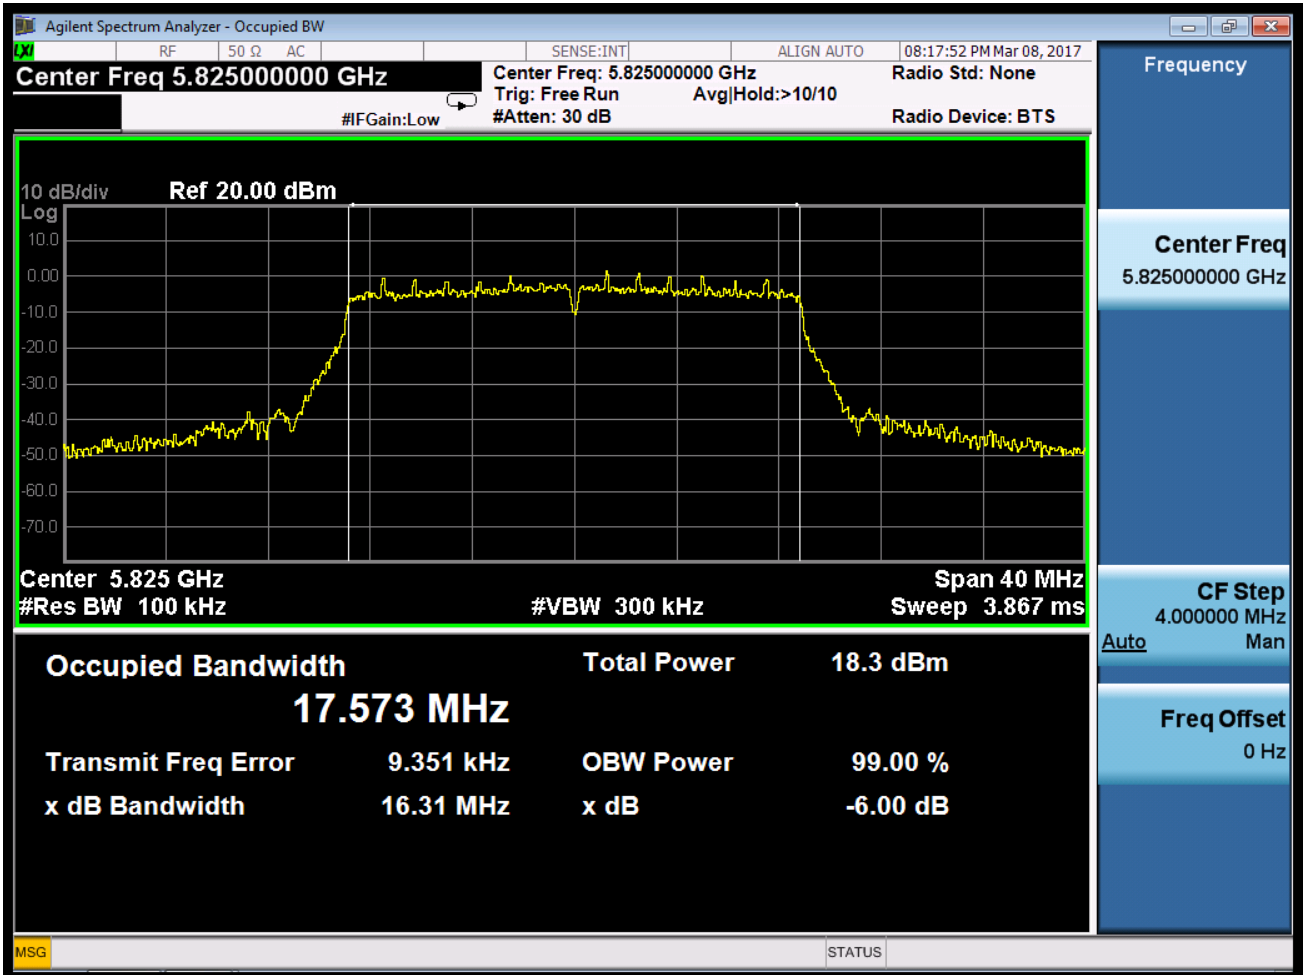 Agilent Spectrum Analyzer - Occupied BW
LXI RF 50 Ω AC SENSE:INT ALIGN AUTO 08:17:52 PM Mar 08, 2017
Center Freq 5.825000000 GHz
Center Freq: 5.825000000 GHz
Radio Std: None
Trig: Free Run Avg|Hold:>10/10
#IFGain:Low
#Atten: 30 dB
Radio Device: BTS
10 dB/div Ref 20.00 dBm
Log
10.0
0.00
-10.0
-20.0
-30.0
-40.0
-50.0
-60.0
-70.0
Center 5.825 GHz Span 40 MHz
#Res BW 100 kHz #VBW 300 kHz Sweep 3.867 ms
Occupied Bandwidth Total Power 18.3 dBm
17.573 MHz
Transmit Freq Error 9.351 kHz OBW Power 99.00 %
x dB Bandwidth 16.31 MHz x dB -6.00 dB
Frequency
Center Freq
5.825000000 GHz
CF Step
4.000000 MHz
Auto Man
Freq Offset
0 Hz
MSG STATUS